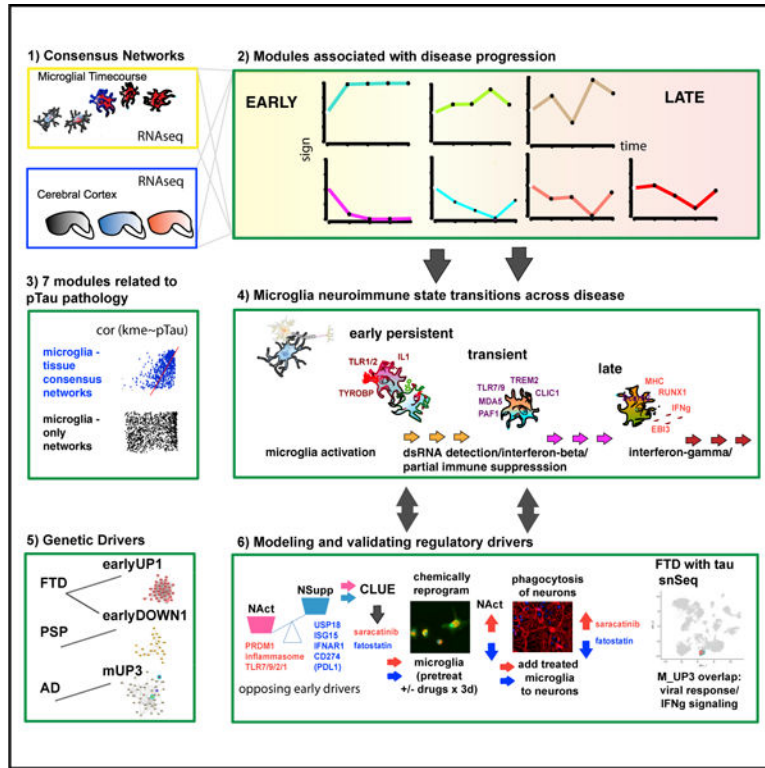 1) Consensus Networks
Microglial Timecourse
RNAseq
RNAseq
Cerebral Cortex
2) Modules associated with disease progression
EARLY
LATE
sign
time
3) 7 modules related to
pTau pathology
cor (kme~pTau)
microglia -
tissue
consensus
networks
microglia -
only
networks
4) Microglia neuroimmune state transitions across disease
early persistent
TLR1/2
IL1
TYROBP
transient
TREM2
TLR7/9
CLIC1
MDA5
PAF1
late
MHC
RUNX1
IFNg
EBI3
microglia activation
dsRNA detection/interferon-beta/
partial immune suppresssion
interferon-gamma/
5) Genetic Drivers
earlyUP1
FTD
earlyDOWN1
PSP
mUP3
AD
6) Modeling and validating regulatory drivers
NAct
NSupp
PRDM1
inflammasome
TLR7/9/2/1
USP18
ISG15
IFNAR1
CD274
(PDL1)
opposing early drivers
CLUE
saracatinib
fatostatin
chemically
reprogram
microglia
(pretreat
+/- drugs x 3d)
NAct
phagocytosis
of neurons
saracatinib
fatostatin
add treated
microglia
to neurons
FTD with tau
snSeq
M_UP3 overlap:
viral response/
IFNg signaling